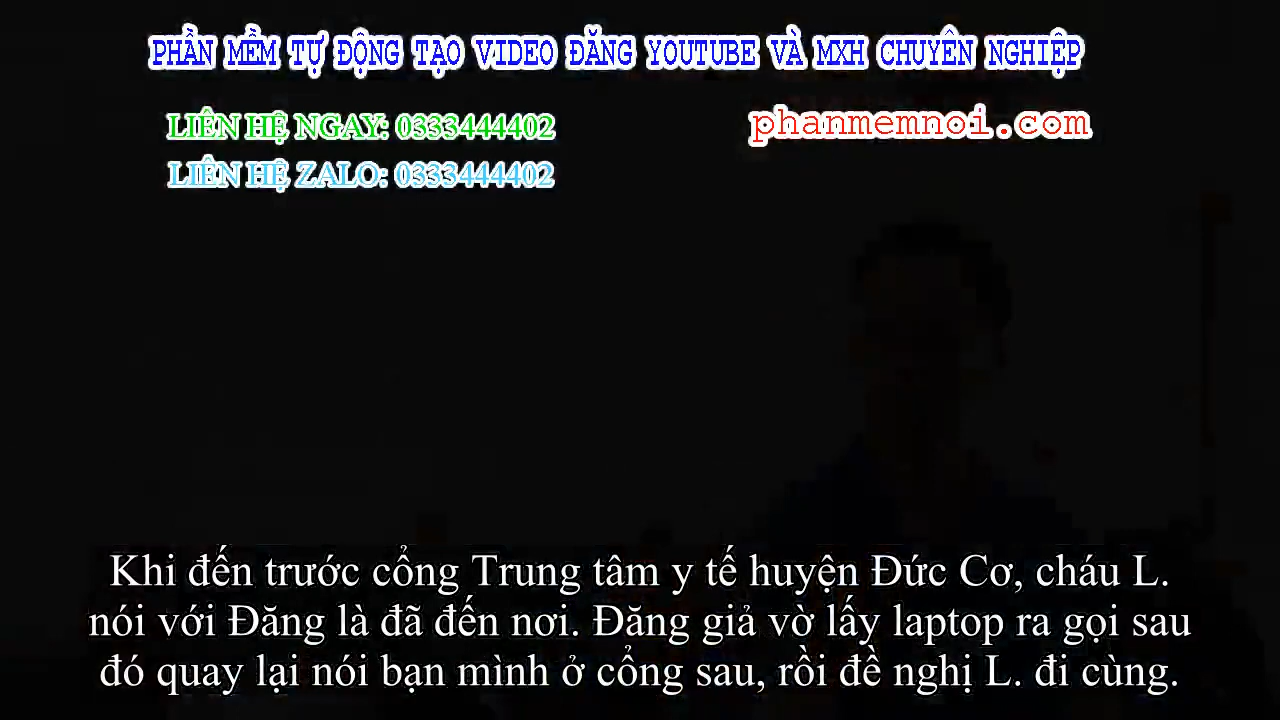 PHẦN MỀM TỰ ĐỘNG TẠO VIDEO ĐĂNG YOUTUBE VÀ MXH CHUYÊN NGHIỆP
LIÊN HỆ NGAY: 0333444402
phanmemnoi.com
LIÊN HỆ ZALO: 0333444402
Khi đến trước cổng Trung tâm y tế huyện Đức Cơ, cháu L.
nói với Đăng là đã đến nơi. Đăng giả vờ lấy laptop ra gọi sau
đó quay lại nói bạn mình ở cổng sau, rồi đề nghị L. đi cùng.